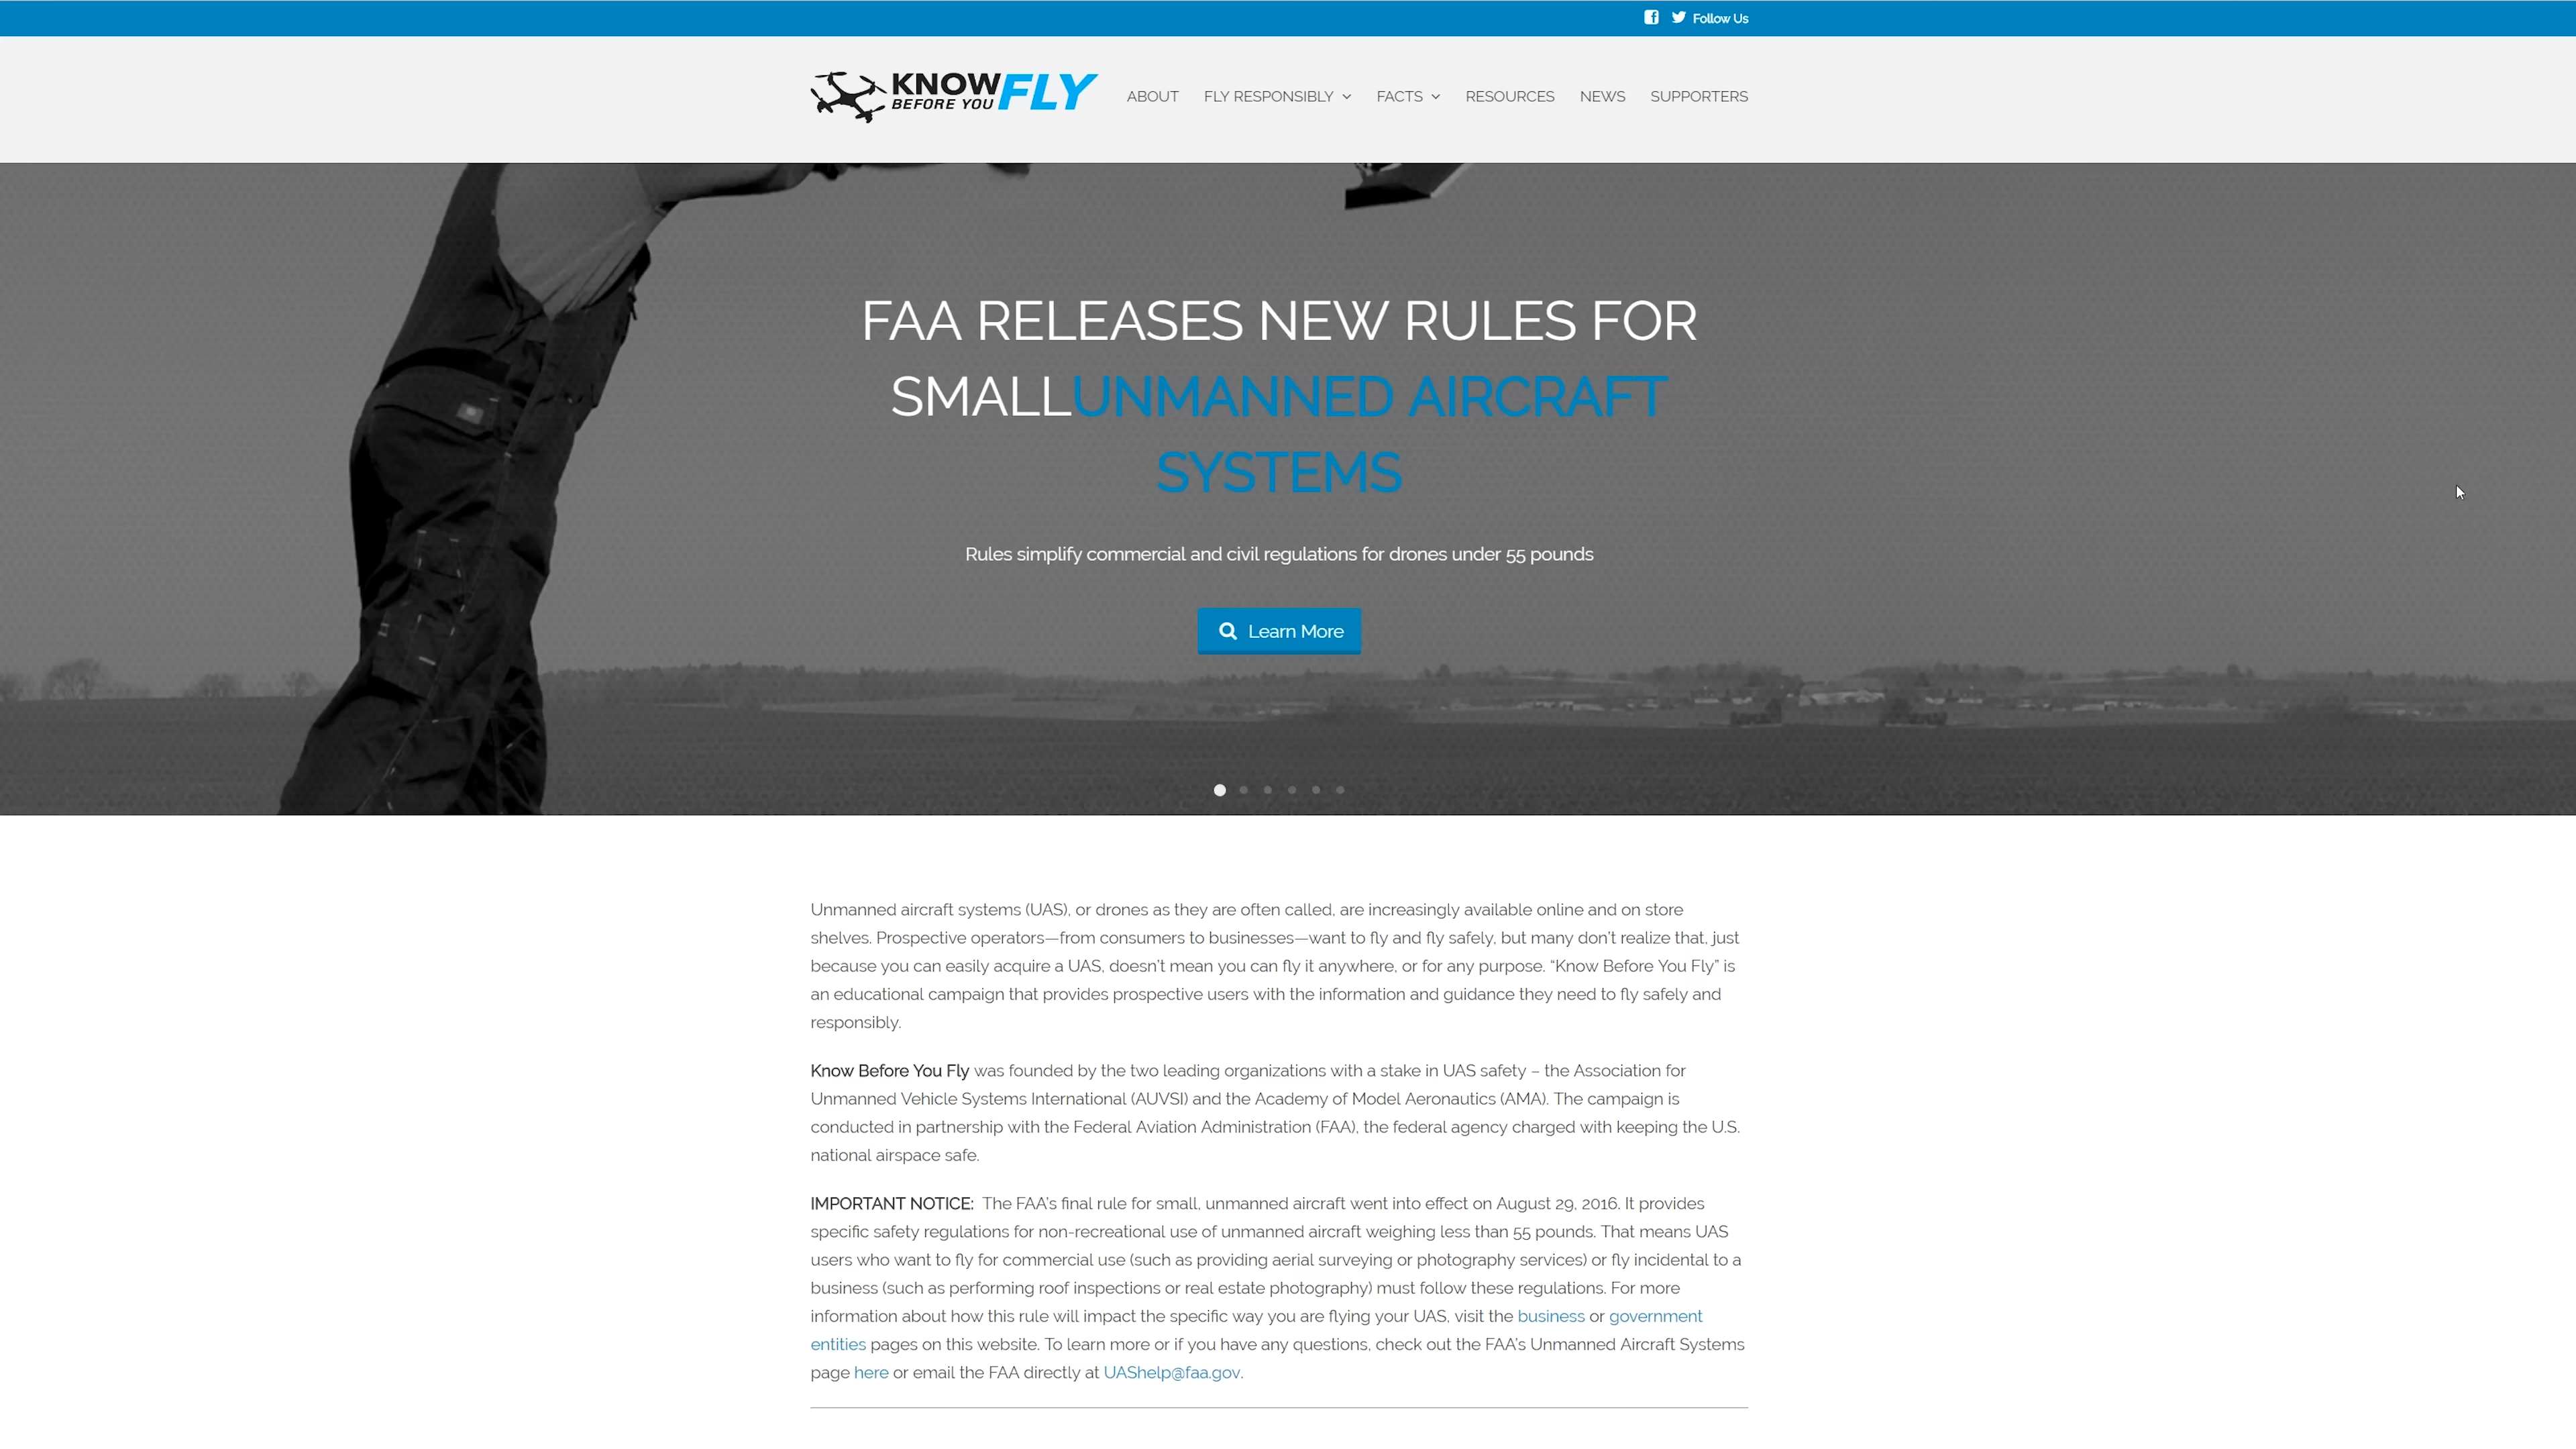 Follow Us
KNOW
BEFORE YOU FLY
ABOUT FLY RESPONSIBLY FACTS RESOURCES NEWS SUPPORTERS
FAA RELEASES NEW RULES FOR
SMALLUNMANNED AIRCRAFT
SYSTEMS
Rules simplify commercial and civil regulations for drones under 55 pounds
Learn More
Unmanned aircraft systems (UAS), or drones as they are often called, are increasingly available online and on store
shelves. Prospective operators—from consumers to businesses—want to fly and fly safely, but many don’t realize that, just
because you can easily acquire a UAS, doesn’t mean you can fly it anywhere, or for any purpose. “Know Before You Fly” is
an educational campaign that provides prospective users with the information and guidance they need to fly safely and
responsibly.
Know Before You Fly was founded by the two leading organizations with a stake in UAS safety – the Association for
Unmanned Vehicle Systems International (AUVSI) and the Academy of Model Aeronautics (AMA). The campaign is
conducted in partnership with the Federal Aviation Administration (FAA), the federal agency charged with keeping the U.S.
national airspace safe.
IMPORTANT NOTICE: The FAA’s final rule for small, unmanned aircraft went into effect on August 29, 2016. It provides
specific safety regulations for non-recreational use of unmanned aircraft weighing less than 55 pounds. That means UAS
users who want to fly for commercial use (such as providing aerial surveying or photography services) or fly incidental to a
business (such as performing roof inspections or real estate photography) must follow these regulations. For more
information about how this rule will impact the specific way you are flying your UAS, visit the business or government
entities pages on this website. To learn more or if you have any questions, check out the FAA’s Unmanned Aircraft Systems
page here or email the FAA directly at UAShelp@faa.gov.